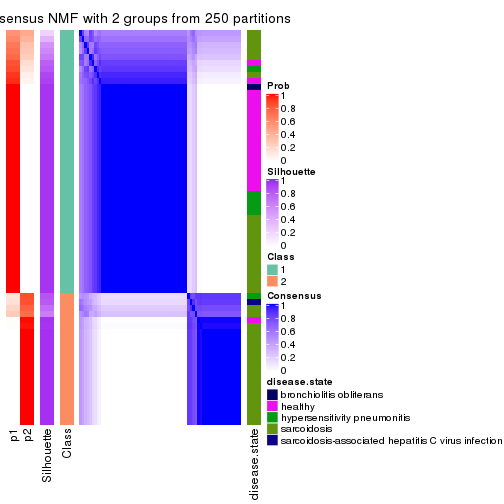 sensus NMF with 2 groups from 250 partitions
Prob
1
0.8
0.6
0.4
0.2
0
Silhouette
1
0.8
0.6
0.4
0.2
0
Class
1
2
Consensus
1
0.8
0.6
0.4
0.2
0
disease.state
bronchiolitis obliterans
healthy
hypersensitivity pneumonitis
sarcoidosis
sarcoidosis-associated hepatitis C virus infection
p1
p2
Silhouette
Class
disease.state